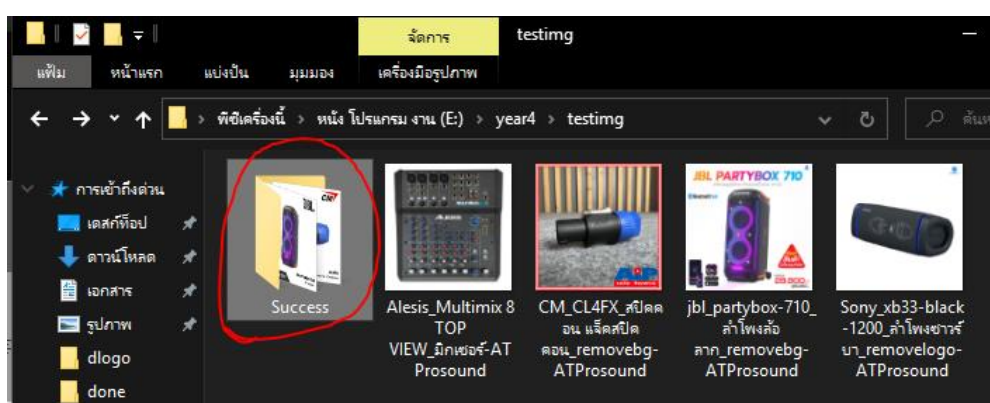 จัดการ
testimg
แฟ้ม
หน้าแรก
แบ่งปัน
มุมมอง
เครื่องมือรูปภาพ
พีซีเครื่องนี้ › หนัง โปรแกรม งาน (E:) › year4 › testimg
การเข้าถึงด่วน
เดสก์ท็อป
ดาวน์โหลด
เอกสาร
รูปภาพ
dlogo
done
Success
Alesis_Multimix 8
TOP
VIEW_มิกเซอร์-AT
Prosound
CM_CL4FX_สปีคค
อน แจ็คสปีค
คอน_removebg-
ATProsound
JBL PARTYBOX 710
jbl_partybox-710_
ลำโพงล้อ
ลาก_removebg-
ATProsound
Sony_xb33-black
-1200_ลำโพงซาวร์
บา_removelogo-
ATProsound